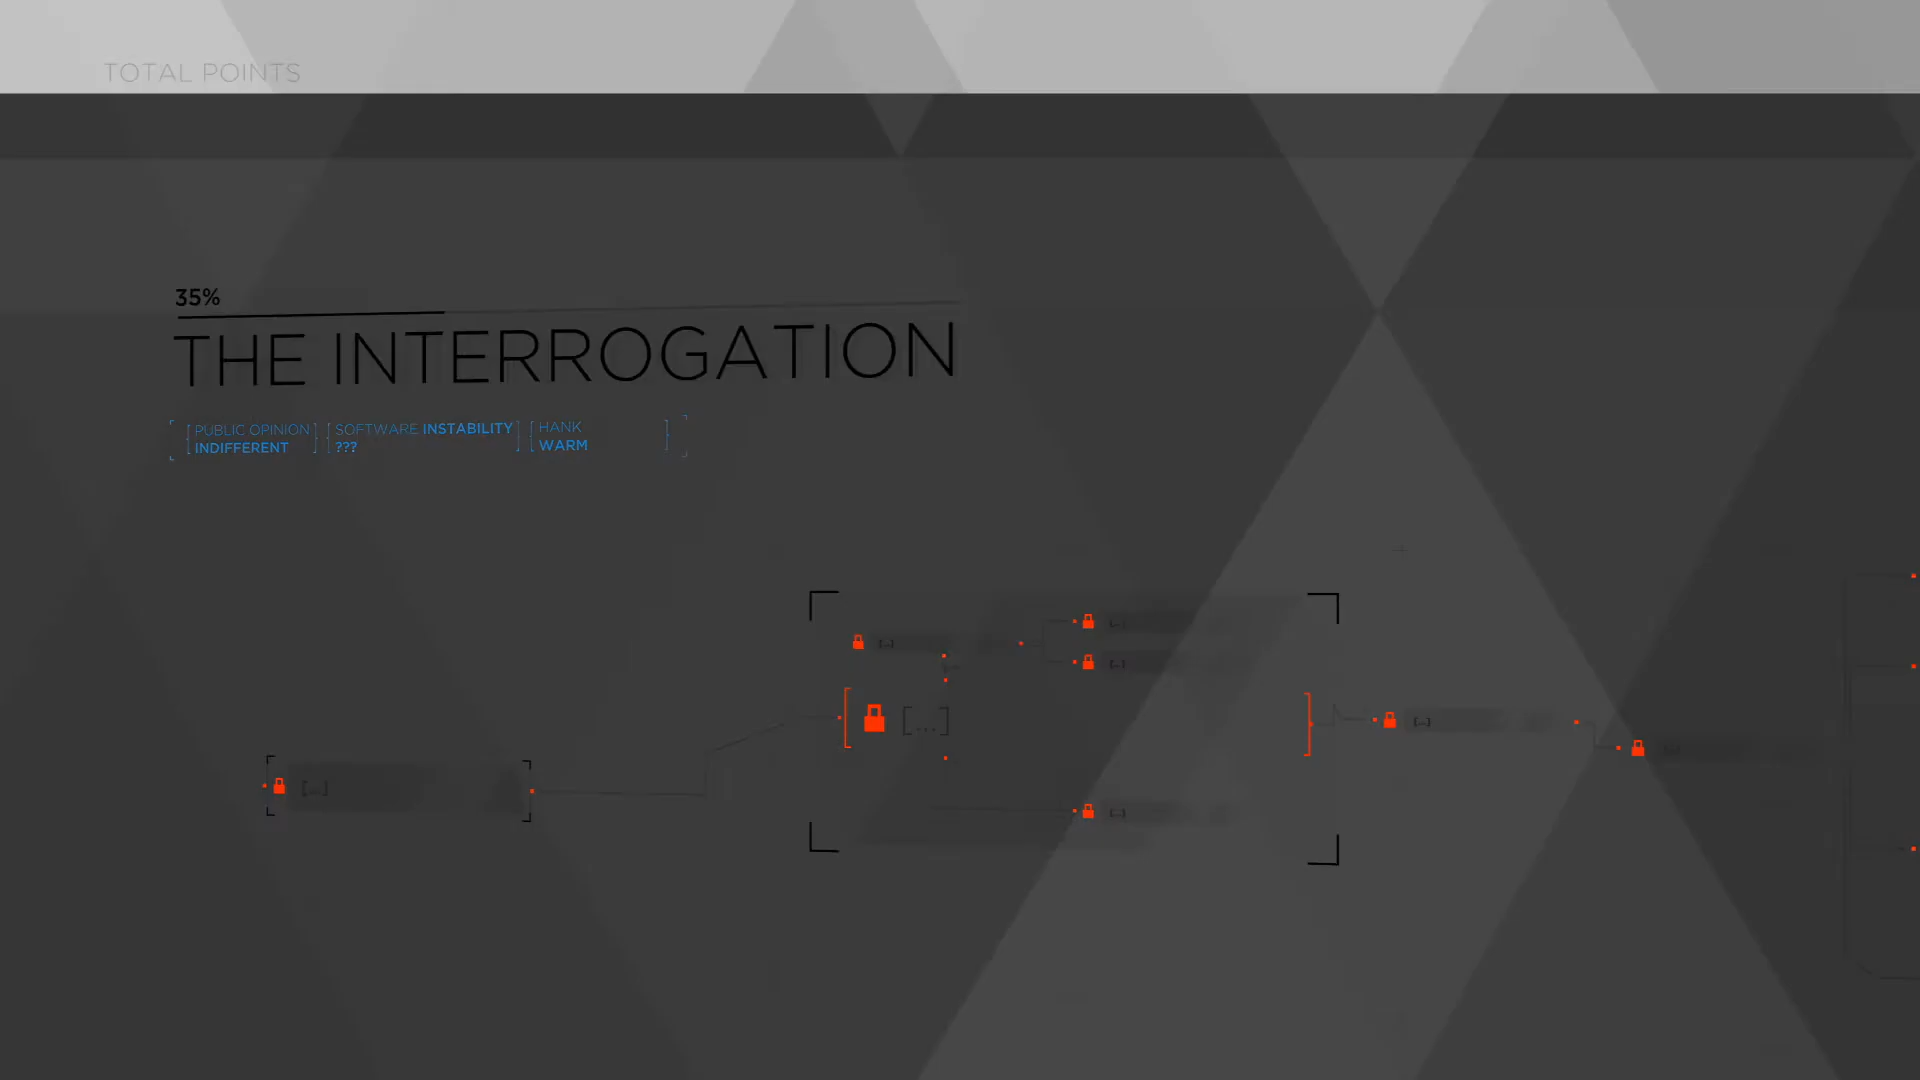 TOTAL POINTS
35%
THE INTERROGATION
PUBLIC OPINION
INDIFFERENT
SOFTWARE INSTABILITY
???
HANK
WARM
[...]
[...]
[...]
[...]
[...]
[...]
[...]